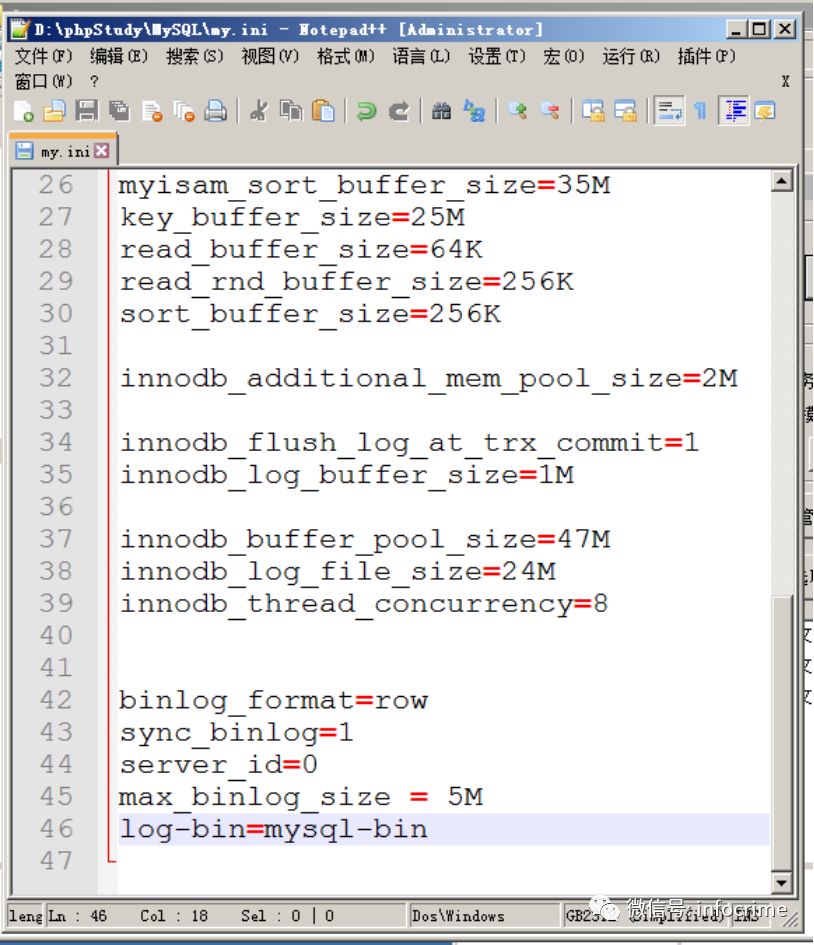 D:\phpStudy\MySQL\my.ini - Notepad++ [Administrator]
文件(F) 编辑(E) 搜索(S) 视图(V) 格式(M) 语言(L) 设置(T) 宏(O) 运行(R) 插件(P)
窗口(W) ? X
my.ini
26 myisam_sort_buffer_size=35M
27 key_buffer_size=25M
28 read_buffer_size=64K
29 read_rnd_buffer_size=256K
30 sort_buffer_size=256K
31
32 innodb_additional_mem_pool_size=2M
33
34 innodb_flush_log_at_trx_commit=1
35 innodb_log_buffer_size=1M
36
37 innodb_buffer_pool_size=47M
38 innodb_log_file_size=24M
39 innodb_thread_concurrency=8
40
41
42 binlog_format=row
43 sync_binlog=1
44 server_id=0
45 max_binlog_size = 5M
46 log-bin=mysql-bin
47
leng Ln : 46 Col : 18 Sel : 0 | 0 Dos\Windows
微信号: infocrime